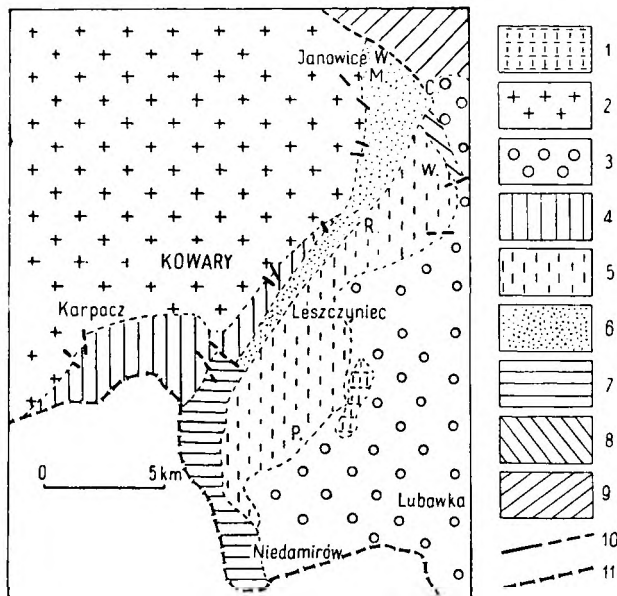 Janowice W.
M.
C
W.
R.
KOWARY
Karpacz
Leszczyniec
P.
0 5 km
Lubawka
Niedamirów
1
2
3
4
5
6
7
8
9
10
11